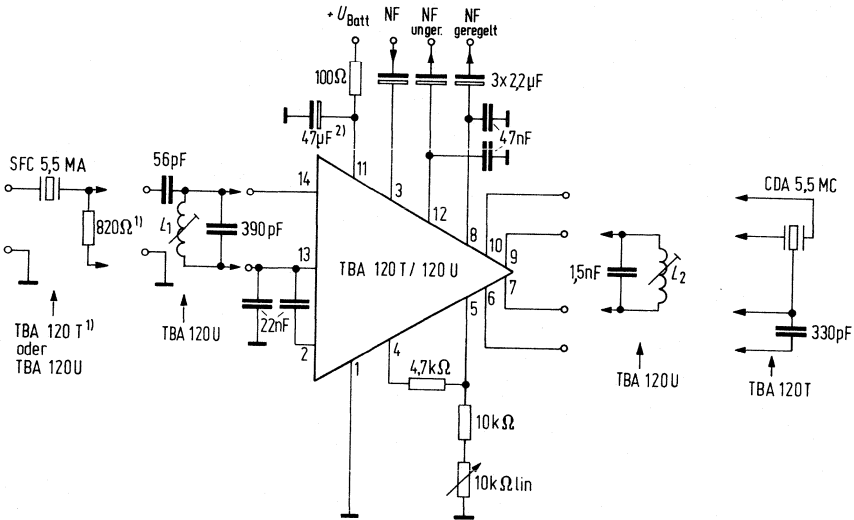 + U Batt
NF
NF
unger.
NF
geregelt
100Ω
3x2,2µF
47µF 2)
47nF
SFC 5,5 MA
56pF
11
14
3
12
8
10
9
CDA 5,5 MC
820Ω 1)
L1
390 pF
13
TBA 120 T / 120 U
7
6
5
1,5nF
L2
22nF
TBA 120 T 1)
oder
TBA 120U
TBA 120U
2
1
4
4,7kΩ
330pF
TBA 120U
TBA 120T
10kΩ
10kΩ lin